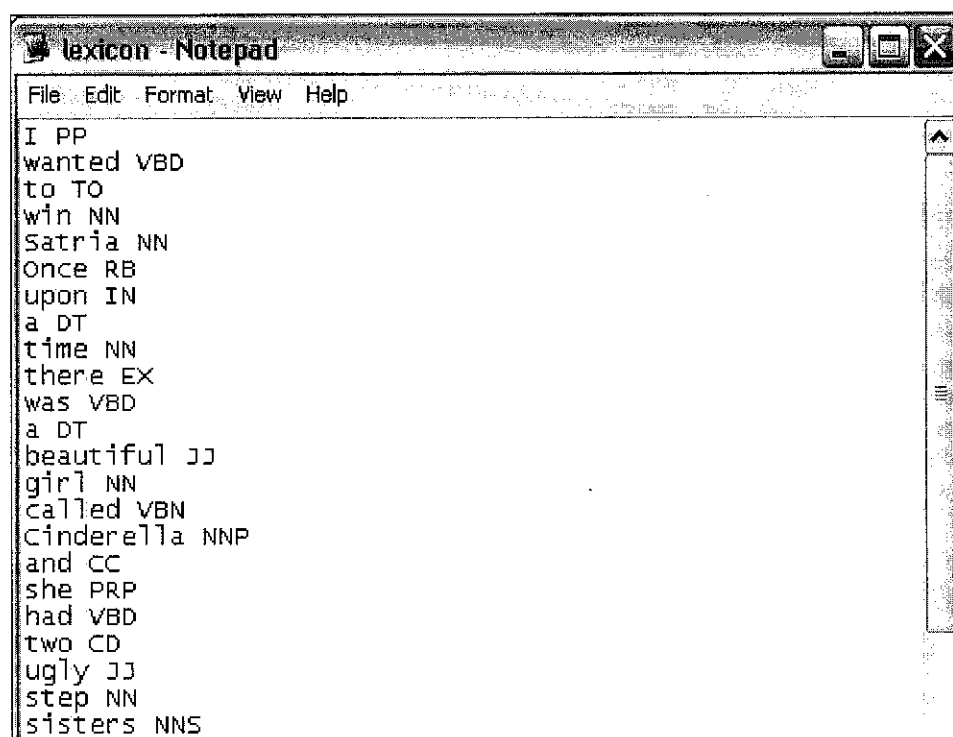 lexicon - Notepad
File Edit Format View Help
I PP
wanted VBD
to TO
win NN
Satria NN
Once RB
upon IN
a DT
time NN
there EX
was VBD
a DT
beautiful JJ
girl NN
called VBN
Cinderella NNP
and CC
she PRP
had VBD
two CD
ugly JJ
step NN
sisters NNS